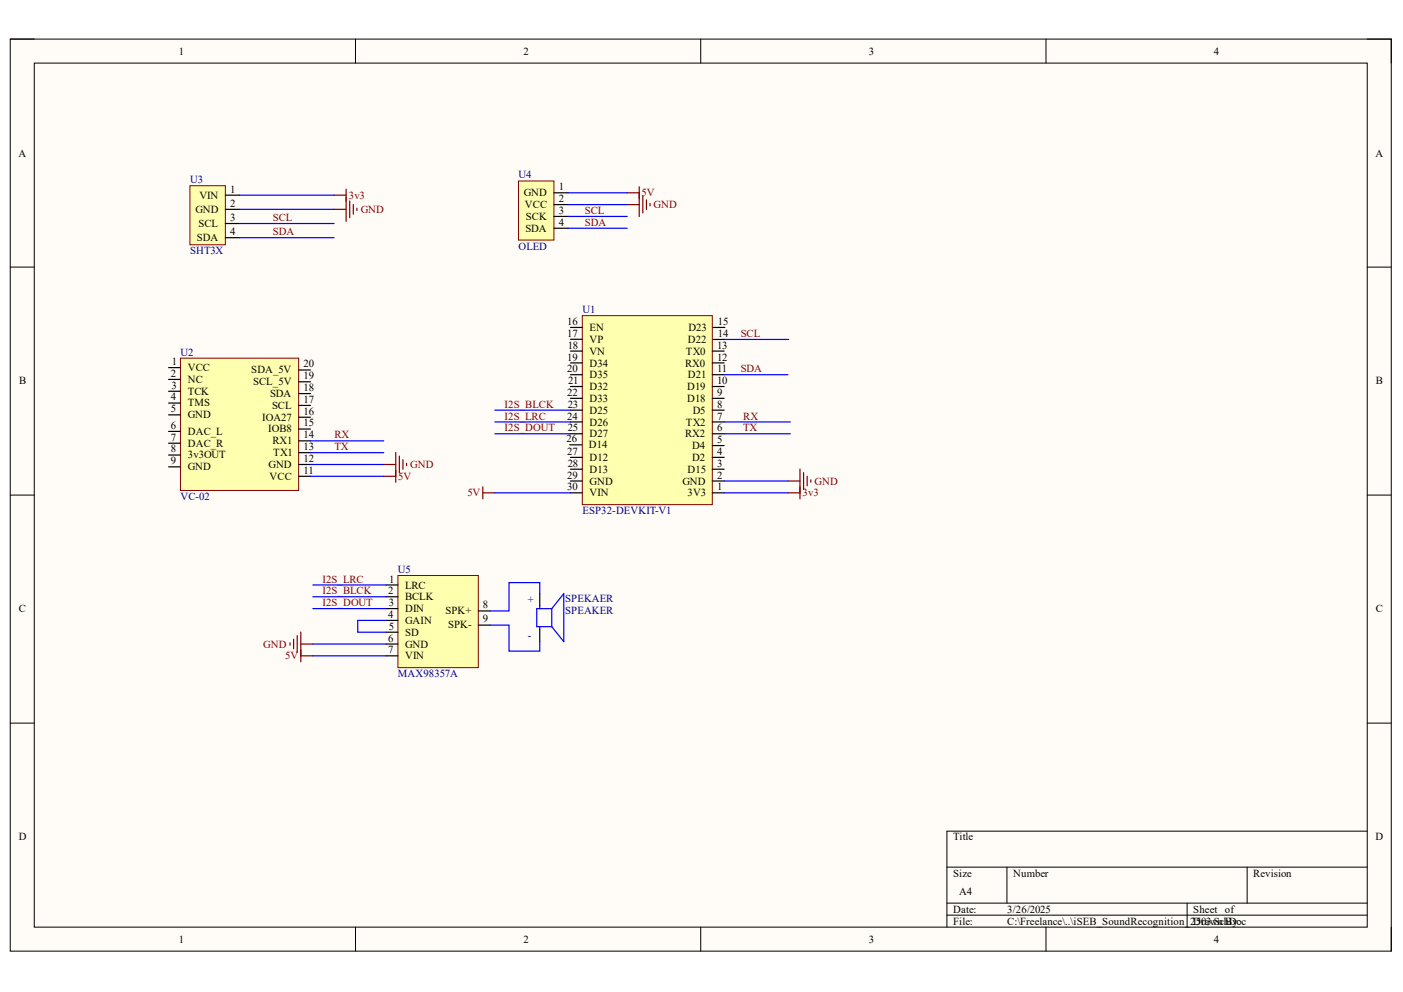 1 2 3 4
A A
U3
VIN 1 3v3
GND 2 GND
SCL 3 SCL
SDA 4 SDA
SHT3X
U4
GND 1 5V
VCC 2 GND
SCK 3 SCL
SDA 4 SDA
OLED
B B
U2
1 VCC SDA_5V 20
2 NC SCL_5V 19
3 TCK SDA 18
4 TMS SCL 17
5 GND IOA27 16
IOB8 15
6 DAC_L RX1 14 RX
7 DAC_R TX1 13 TX
8 3v3OUT GND 12 GND
9 GND VCC 11 5V
VC-02
U1
16 EN D23 15
17 VP D22 14 SCL
18 VN TX0 13
19 D34 RX0 12
20 D35 D21 11 SDA
21 D32 D19 10
22 D33 D18 9
I2S_BLCK 23 D25 D5 8
I2S_LRC 24 D26 TX2 7 RX
I2S_DOUT 25 D27 RX2 6 TX
26 D14 D4 5
27 D12 D2 4
28 D13 D15 3
29 GND GND 2 GND
5V 30 VIN 3V3 1 3v3
ESP32-DEVKIT-V1
C C
U5
I2S_LRC 1 LRC
I2S_BLCK 2 BCLK
I2S_DOUT 3 DIN
4 GAIN
5 SD
GND 6 GND
5V 7 VIN
SPK+ 8
SPK- 9
MAX98357A
+ SPEKAER
SPEAKER
-
D D
Title
Size Number Revision
A4
Date: 3/26/2025 Sheet of
File: C:\Freelance\..\iSEB_SoundRecognition
1 2 3 4